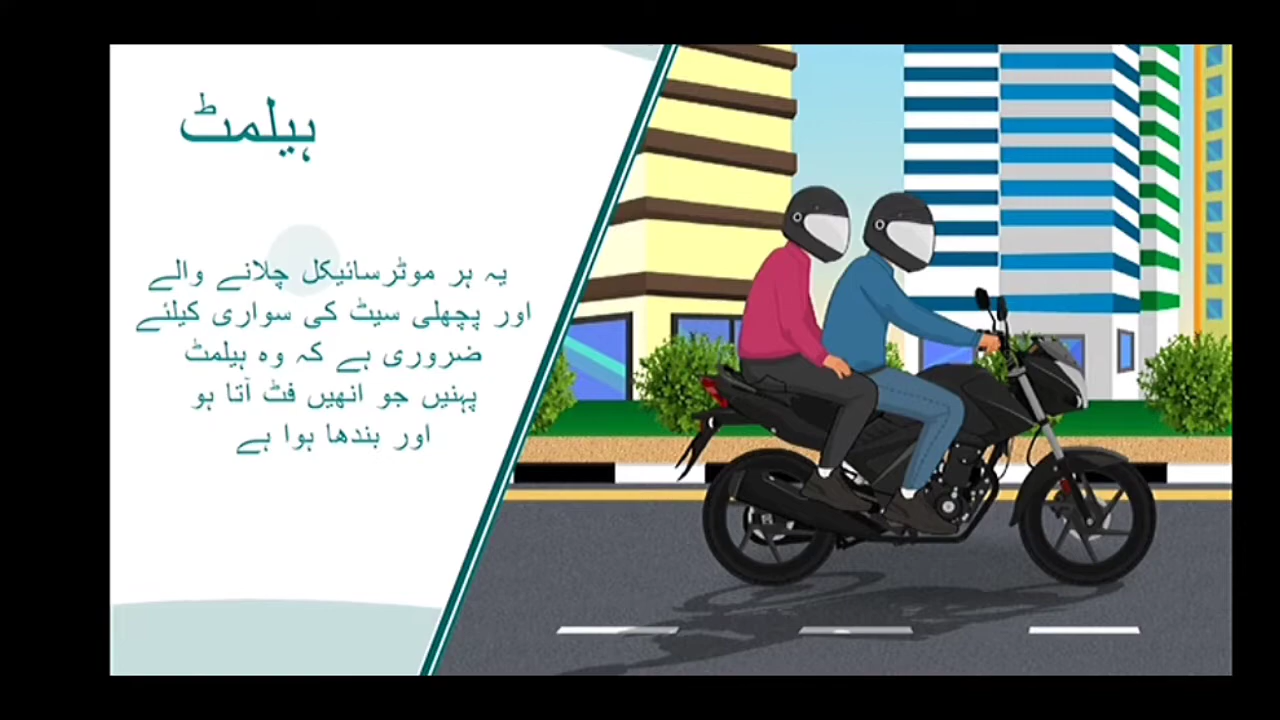 ہیلمٹ
یہ ہر موٹرسائیکل چلانے والے
اور پچھلی سیٹ کی سواری کیلئے
ضروری ہے کہ وہ ہیلمٹ
پہنیں جو انھیں فٹ آتا ہو
اور بندھا ہوا ہے